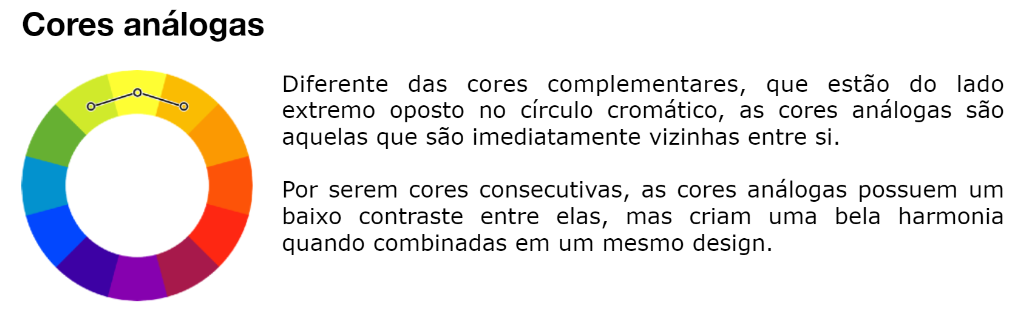 Cores análogas
Diferente das cores complementares, que estão do lado
extremo oposto no círculo cromático, as cores análogas são
aquelas que são imediatamente vizinhas entre si.
Por serem cores consecutivas, as cores análogas possuem um
baixo contraste entre elas, mas criam uma bela harmonia
quando combinadas em um mesmo design.